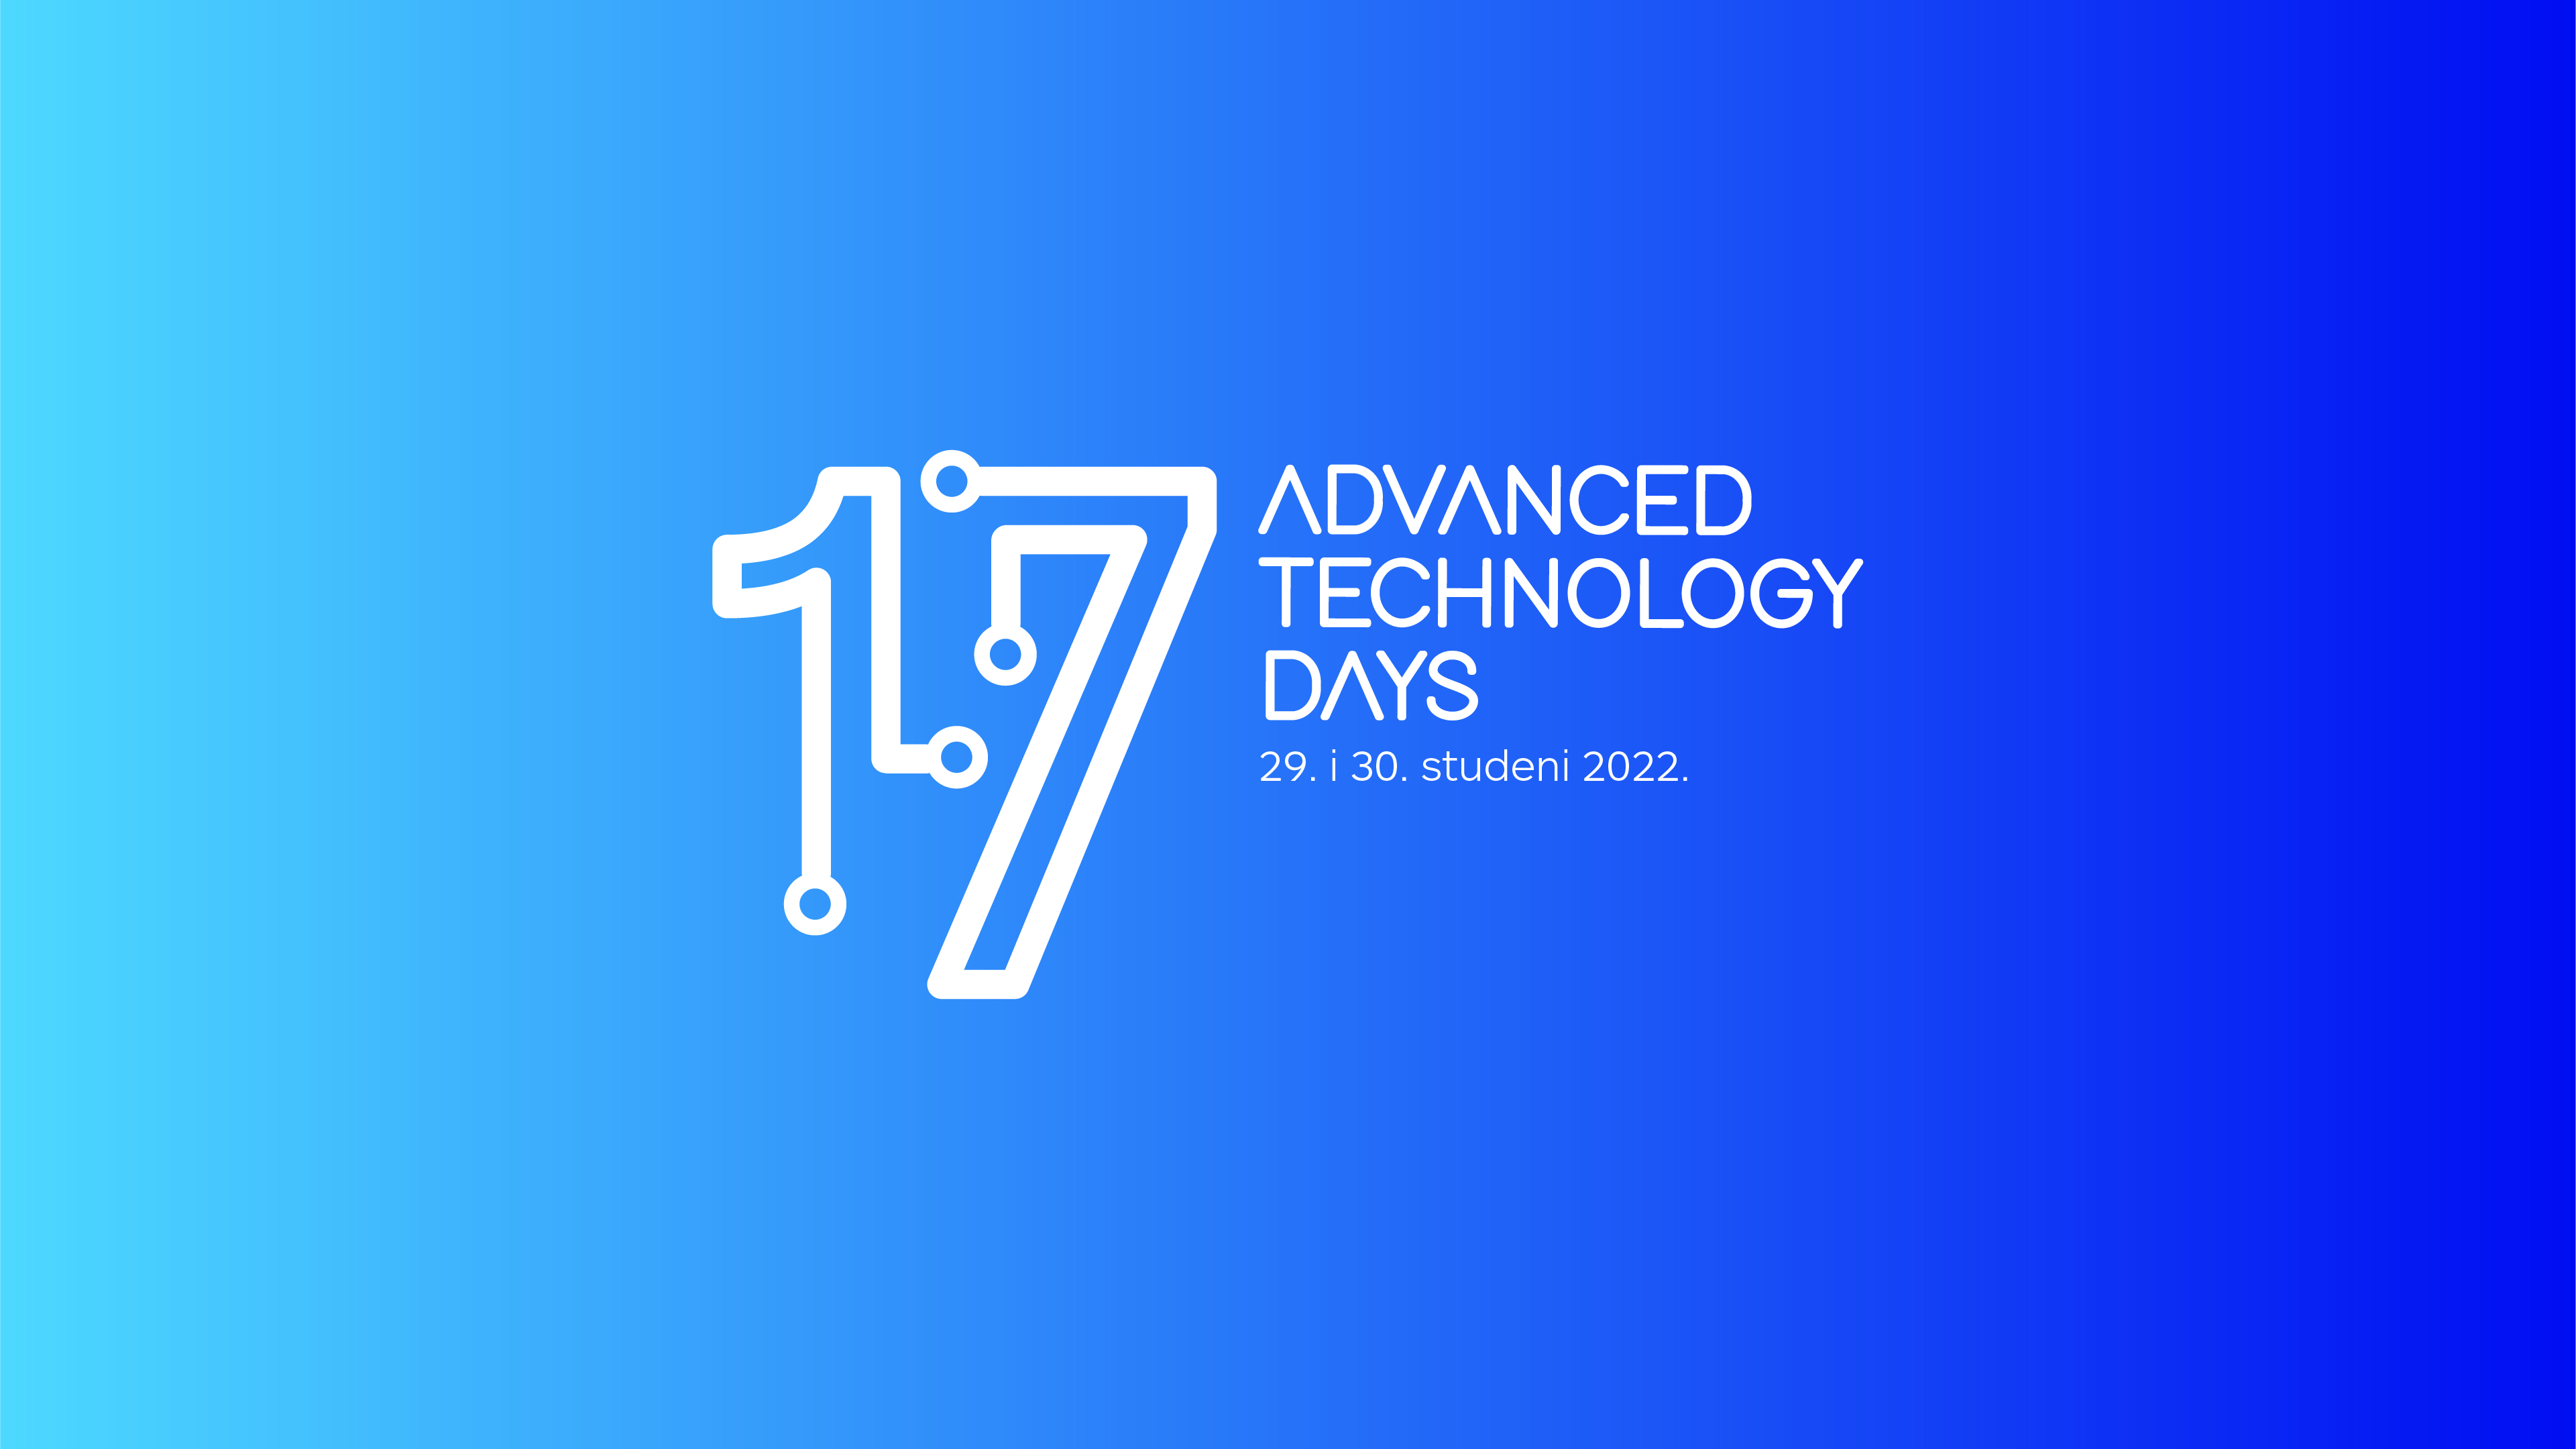 17
ADVANCED
TECHNOLOGY
DAYS
29. i 30. studeni 2022.